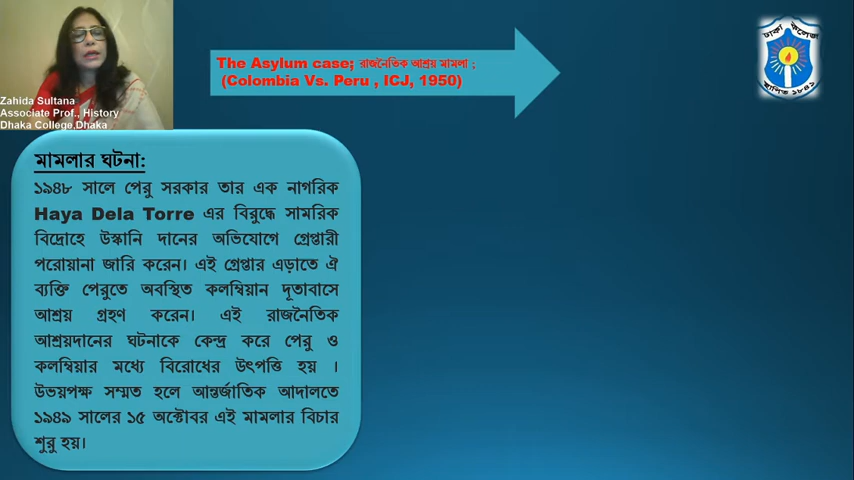 The Asylum case; রাজনৈতিক আশ্রয় মামলা ;
(Colombia Vs. Peru , ICJ, 1950)
ঢাকা কলেজ
স্থাপিত ১৮৪১
Zahida Sultana
Associate Prof., History
Dhaka College,Dhaka
মামলার ঘটনা:
১৯৪৮ সালে পেরু সরকার তার এক নাগরিক
Haya Dela Torre এর বিরুদ্ধে সামরিক
বিদ্রোহে উস্কানি দানের অভিযোগে গ্রেপ্তারী
পরোয়ানা জারি করেন। এই গ্রেপ্তার এড়াতে ঐ
ব্যক্তি পেরুতে অবস্থিত কলম্বিয়ান দূতাবাসে
আশ্রয় গ্রহণ করেন। এই রাজনৈতিক
আশ্রয়দানের ঘটনাকে কেন্দ্র করে পেরু ও
কলম্বিয়ার মধ্যে বিরোধের উৎপত্তি হয় ।
উভয়পক্ষ সম্মত হলে আন্তর্জাতিক আদালতে
১৯৪৯ সালের ১৫ অক্টোবর এই মামলার বিচার
শুরু হয়।